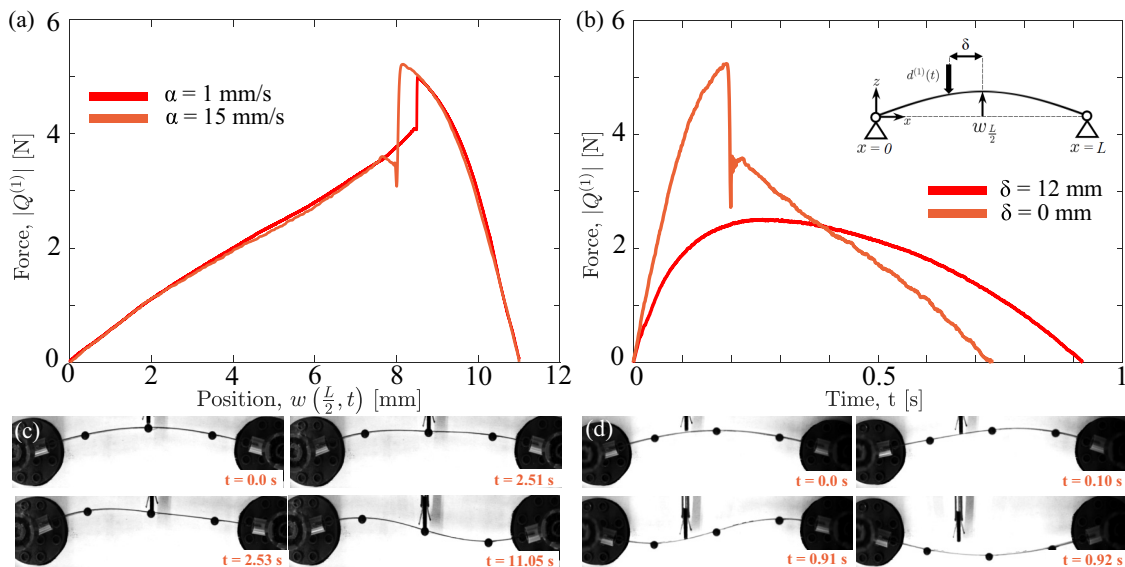 (a)
Force, |Q⁽¹⁾| [N]
6
4
2
0
α = 1 mm/s
α = 15 mm/s
0 2 4 6 8 10 12
Position, w (L/2, t) [mm]
(b)
Force, |Q⁽¹⁾| [N]
6
4
2
0
δ
d⁽¹⁾(t)
z
x
w L/2
x = 0
x = L
δ = 12 mm
δ = 0 mm
0 0.5 1
Time, t [s]
(c)
t = 0.0 s
t = 2.51 s
t = 2.53 s
t = 11.05 s
(d)
t = 0.0 s
t = 0.10 s
t = 0.91 s
t = 0.92 s